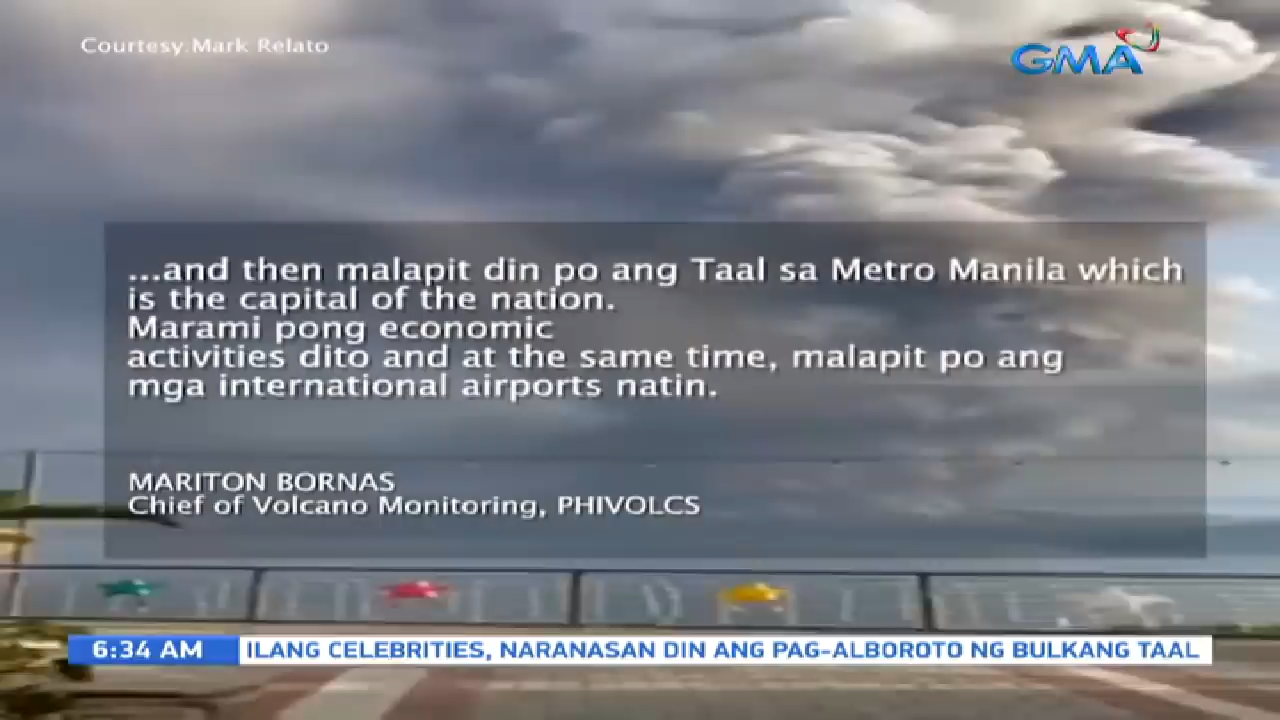 Courtesy:Mark Relato
GMA
...and then malapit din po ang Taal sa Metro Manila which
is the capital of the nation.
Marami pong economic
activities dito and at the same time, malapit po ang
mga international airports natin.
MARITON BORNAS
Chief of Volcano Monitoring, PHIVOLCS
6:34 AM ILANG CELEBRITIES, NARANASAN DIN ANG PAG-ALBOROTO NG BULKANG TAAL